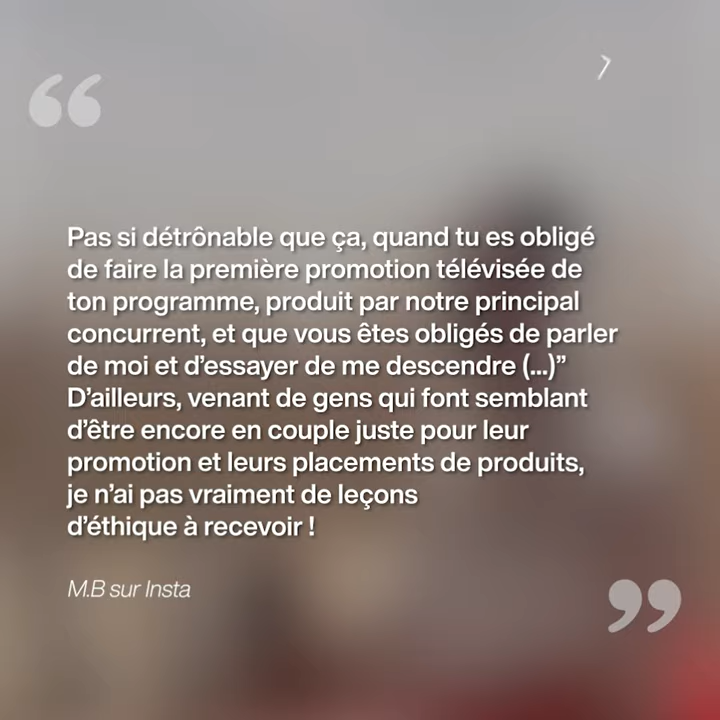 “
Pas si détrônable que ça, quand tu es obligé
de faire la première promotion télévisée de
ton programme, produit par notre principal
concurrent, et que vous êtes obligés de parler
de moi et d’essayer de me descendre (...)”
D’ailleurs, venant de gens qui font semblant
d’être encore en couple juste pour leur
promotion et leurs placements de produits,
je n’ai pas vraiment de leçons
d’éthique à recevoir !
M.B sur Insta
”